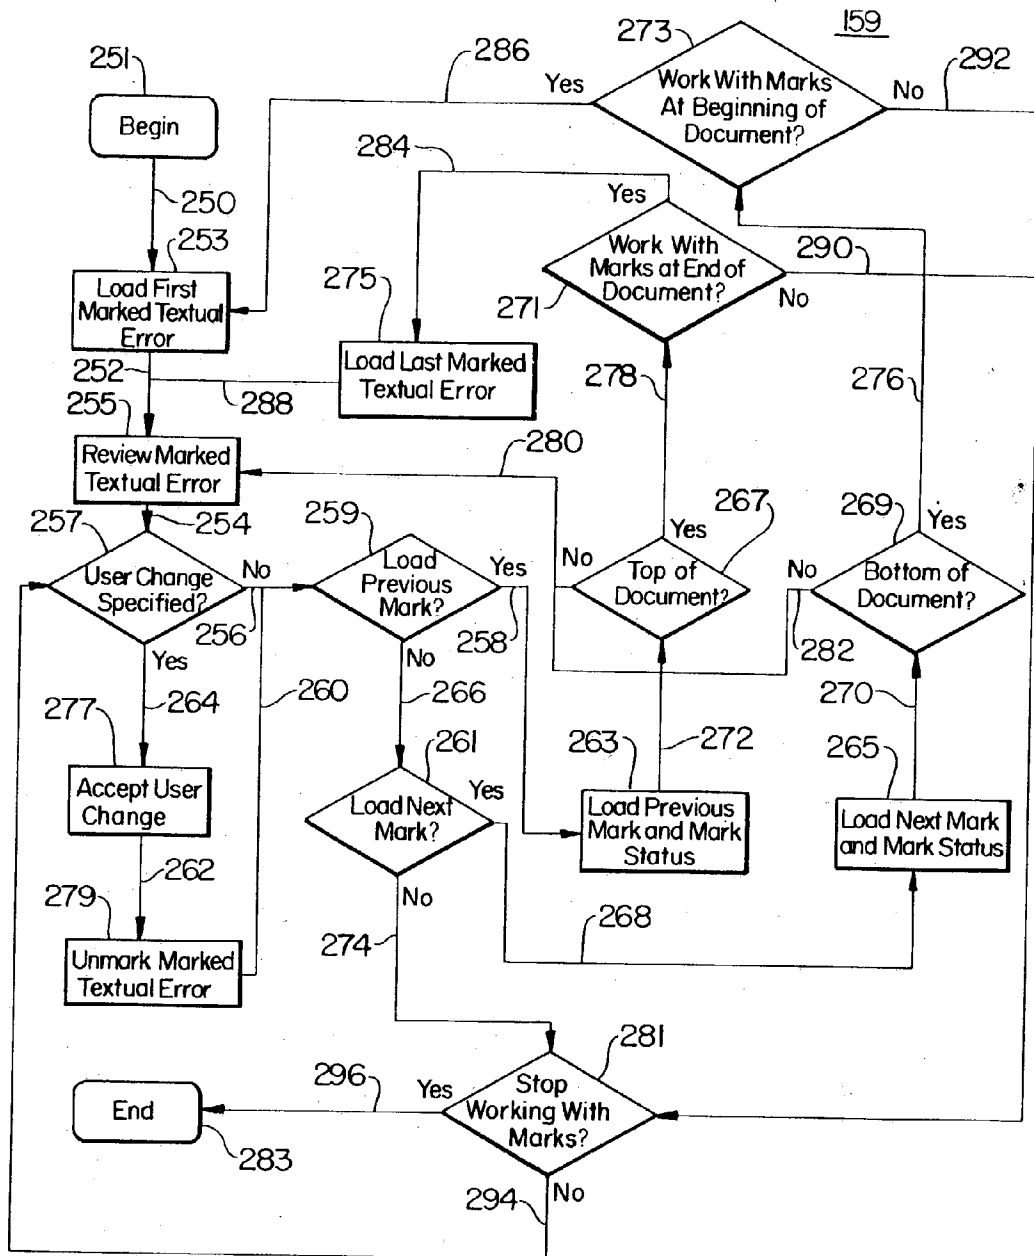 159
273
286
292
251
Yes
Work With Marks
At Beginning of
Document?
No
Begin
284
Yes
250
253
Work With
Marks at End of
Document?
290
275
271
No
Load First
Marked Textual
Error
252
288
Load Last Marked
Textual Error
278
276
255
280
Review Marked
Textual Error
254
257
259
267
269
Yes
Yes
User Change
Specified?
No
256
Load
Previous
Mark?
Yes
258
No
Top of
Document?
No
282
Bottom of
Document?
Yes
No
264
260
266
270
277
261
263
272
265
Accept User
Change
Load Next
Mark?
Yes
Load Previous
Mark and Mark
Status
Load Next Mark
and Mark Status
262
No
279
274
268
Unmark Marked
Textual Error
281
296
Yes
Stop
Working With
Marks?
End
283
No
294